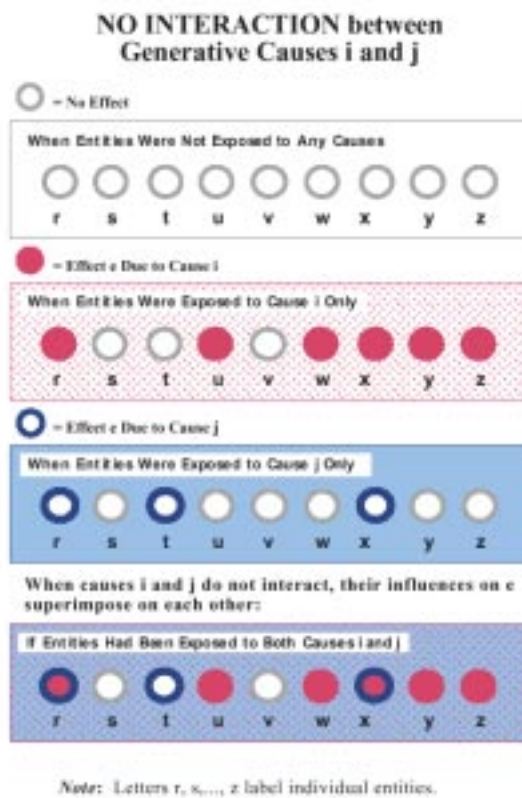 NO INTERACTION between
Generative Causes i and j
= No Effect
When Entities Were Not Exposed to Any Causes
r s t u v w x y z
= Effect e Due to Cause i
When Entities Were Exposed to Cause i Only
r s t u v w x y z
= Effect e Due to Cause j
When Entities Were Exposed to Cause j Only
r s t u v w x y z
When causes i and j do not interact, their influences on e
superimpose on each other:
If Entities Had Been Exposed to Both Causes i and j
r s t u v w x y z
Note: Letters r, s,..., z label individual entities.